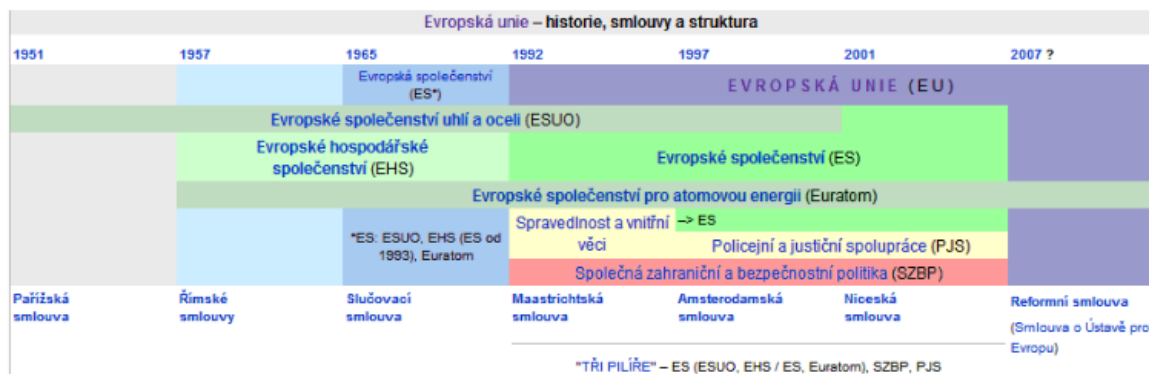 Evropská unie – historie, smlouvy a struktura
1951 1957 1965 1992 1997 2001 2007 ?
Evropská společenství
(ES*)
EVROPSKÁ UNIE (EU)
Evropské společenství uhlí a oceli (ESUO)
Evropské hospodářské
společenství (EHS)
Evropské společenství (ES)
Evropské společenství pro atomovou energii (Euratom)
*ES: ESUO, EHS (ES od
1993), Euratom
Spravedlnost a vnitřní
věci
–> ES
Policejní a justiční spolupráce (PJS)
Společná zahraniční a bezpečnostní politika (SZBP)
Pařížská
smlouva
Římské
smlouvy
Slučovací
smlouva
Maastrichtská
smlouva
Amsterodamská
smlouva
Niceská
smlouva
Reformní smlouva
(Smlouva o Ústavě pro
Evropu)
"TŘI PILÍŘE" – ES (ESUO, EHS / ES, Euratom), SZBP, PJS